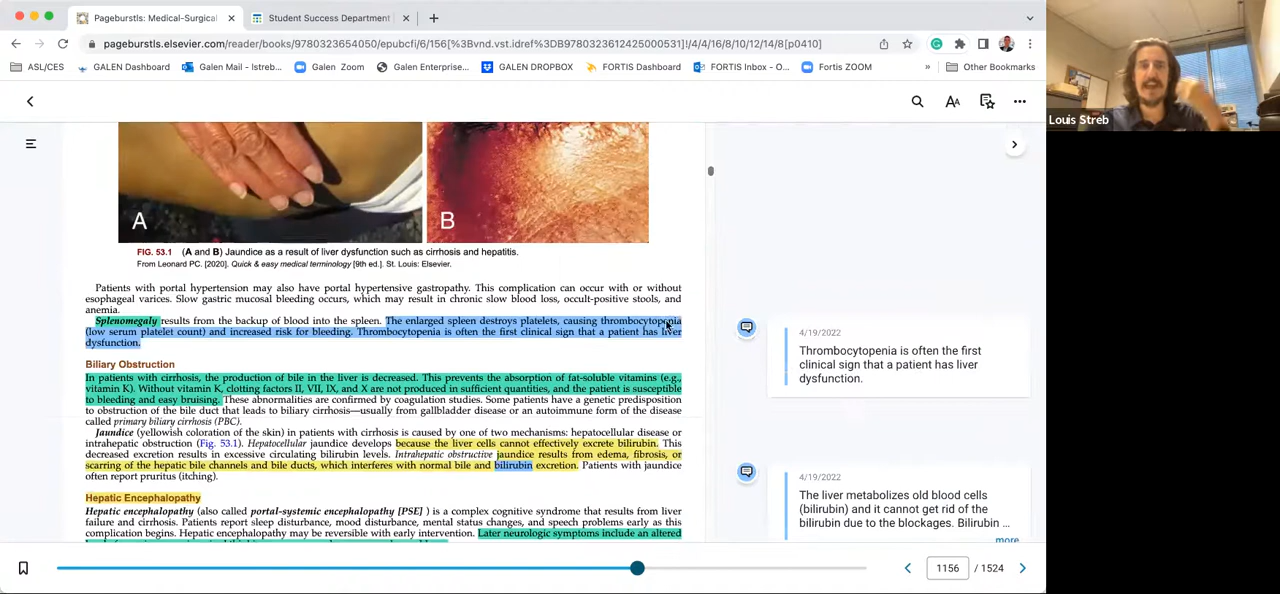 Pageburstls: Medical-Surgical
Student Success Department
pageburstls.elsevier.com/reader/books/9780323654050/epubcfi/6/156[%3Bvnd.vst.idref%3DB9780323612425000531]!/4/4/16/8/10/12/14/8[p0410]
ASL/CES
GALEN Dashboard
Galen Mail - lstreb...
Galen Zoom
Galen Enterprise...
GALEN DROPBOX
FORTIS Dashboard
FORTIS Inbox - O...
Fortis ZOOM
»
Other Bookmarks
AA
Louis Streb
A
B
FIG. 53.1 (A and B) Jaundice as a result of liver dysfunction such as cirrhosis and hepatitis.
From Leonard PC. [2020]. Quick & easy medical terminology [9th ed.]. St. Louis: Elsevier.
Patients with portal hypertension may also have portal hypertensive gastropathy. This complication can occur with or without
esophageal varices. Slow gastric mucosal bleeding occurs, which may result in chronic slow blood loss, occult-positive stools, and
anemia.
Splenomegaly results from the backup of blood into the spleen. The enlarged spleen destroys platelets, causing thrombocytopenia
(low serum platelet count) and increased risk for bleeding. Thrombocytopenia is often the first clinical sign that a patient has liver
dysfunction.
Biliary Obstruction
In patients with cirrhosis, the production of bile in the liver is decreased. This prevents the absorption of fat-soluble vitamins (e.g.,
vitamin K). Without vitamin K, clotting factors II, VII, IX, and X are not produced in sufficient quantities, and the patient is susceptible
to bleeding and easy bruising. These abnormalities are confirmed by coagulation studies. Some patients have a genetic predisposition
to obstruction of the bile duct that leads to biliary cirrhosis—usually from gallbladder disease or an autoimmune form of the disease
called primary biliary cirrhosis (PBC).
Jaundice (yellowish coloration of the skin) in patients with cirrhosis is caused by one of two mechanisms: hepatocellular disease or
intrahepatic obstruction (Fig. 53.1). Hepatocellular jaundice develops because the liver cells cannot effectively excrete bilirubin. This
decreased excretion results in excessive circulating bilirubin levels. Intrahepatic obstructive jaundice results from edema, fibrosis, or
scarring of the hepatic bile channels and bile ducts, which interferes with normal bile and bilirubin excretion. Patients with jaundice
often report pruritus (itching).
Hepatic Encephalopathy
Hepatic encephalopathy (also called portal-systemic encephalopathy [PSE] ) is a complex cognitive syndrome that results from liver
failure and cirrhosis. Patients report sleep disturbance, mood disturbance, mental status changes, and speech problems early as this
complication begins. Hepatic encephalopathy may be reversible with early intervention. Later neurologic symptoms include an altered
4/19/2022
Thrombocytopenia is often the first
clinical sign that a patient has liver
dysfunction.
4/19/2022
The liver metabolizes old blood cells
(bilirubin) and it cannot get rid of the
bilirubin due to the blockages. Bilirubin ...
more
1156 / 1524